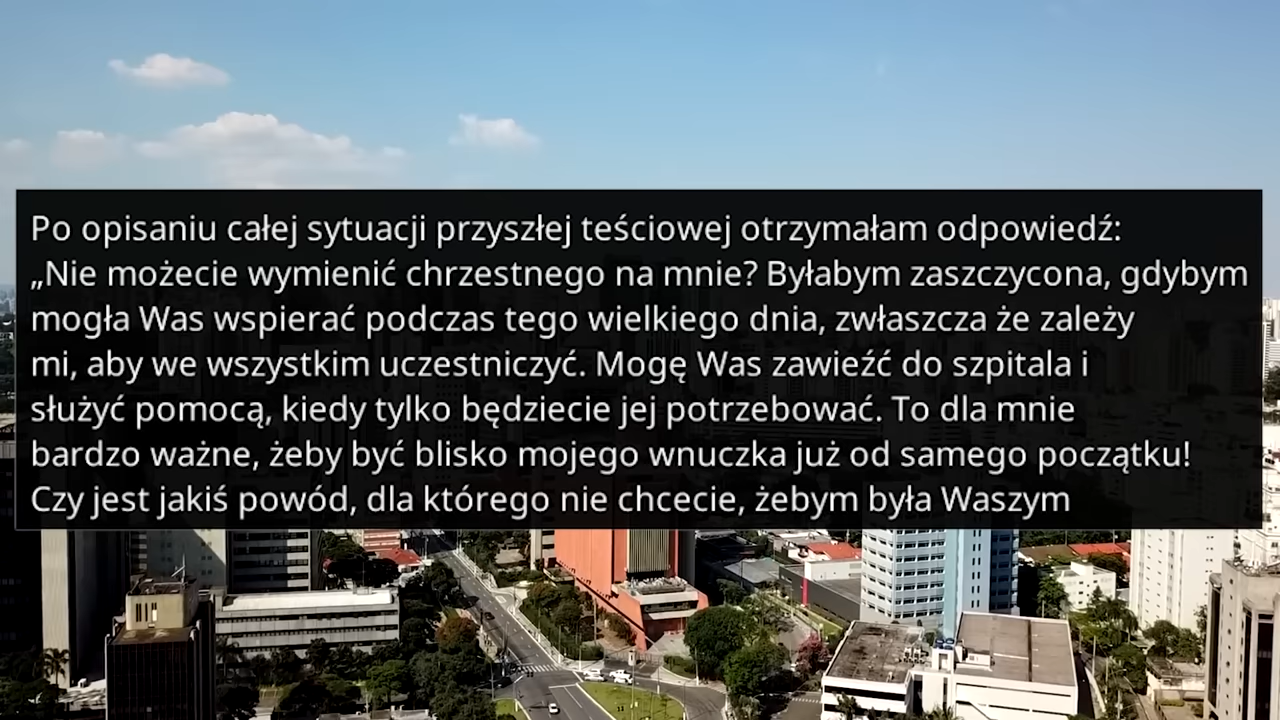 Po opisaniu całej sytuacji przyszłej teściowej otrzymałam odpowiedź:
„Nie możecie wymienić chrzestnego na mnie? Byłabym zaszczycona, gdybym
mogła Was wspierać podczas tego wielkiego dnia, zwłaszcza że zależy
mi, aby we wszystkim uczestniczyć. Mogę Was zawieźć do szpitala i
służyć pomocą, kiedy tylko będziecie jej potrzebować. To dla mnie
bardzo ważne, żeby być blisko mojego wnuczka już od samego początku!
Czy jest jakiś powód, dla którego nie chcecie, żebym była Waszym